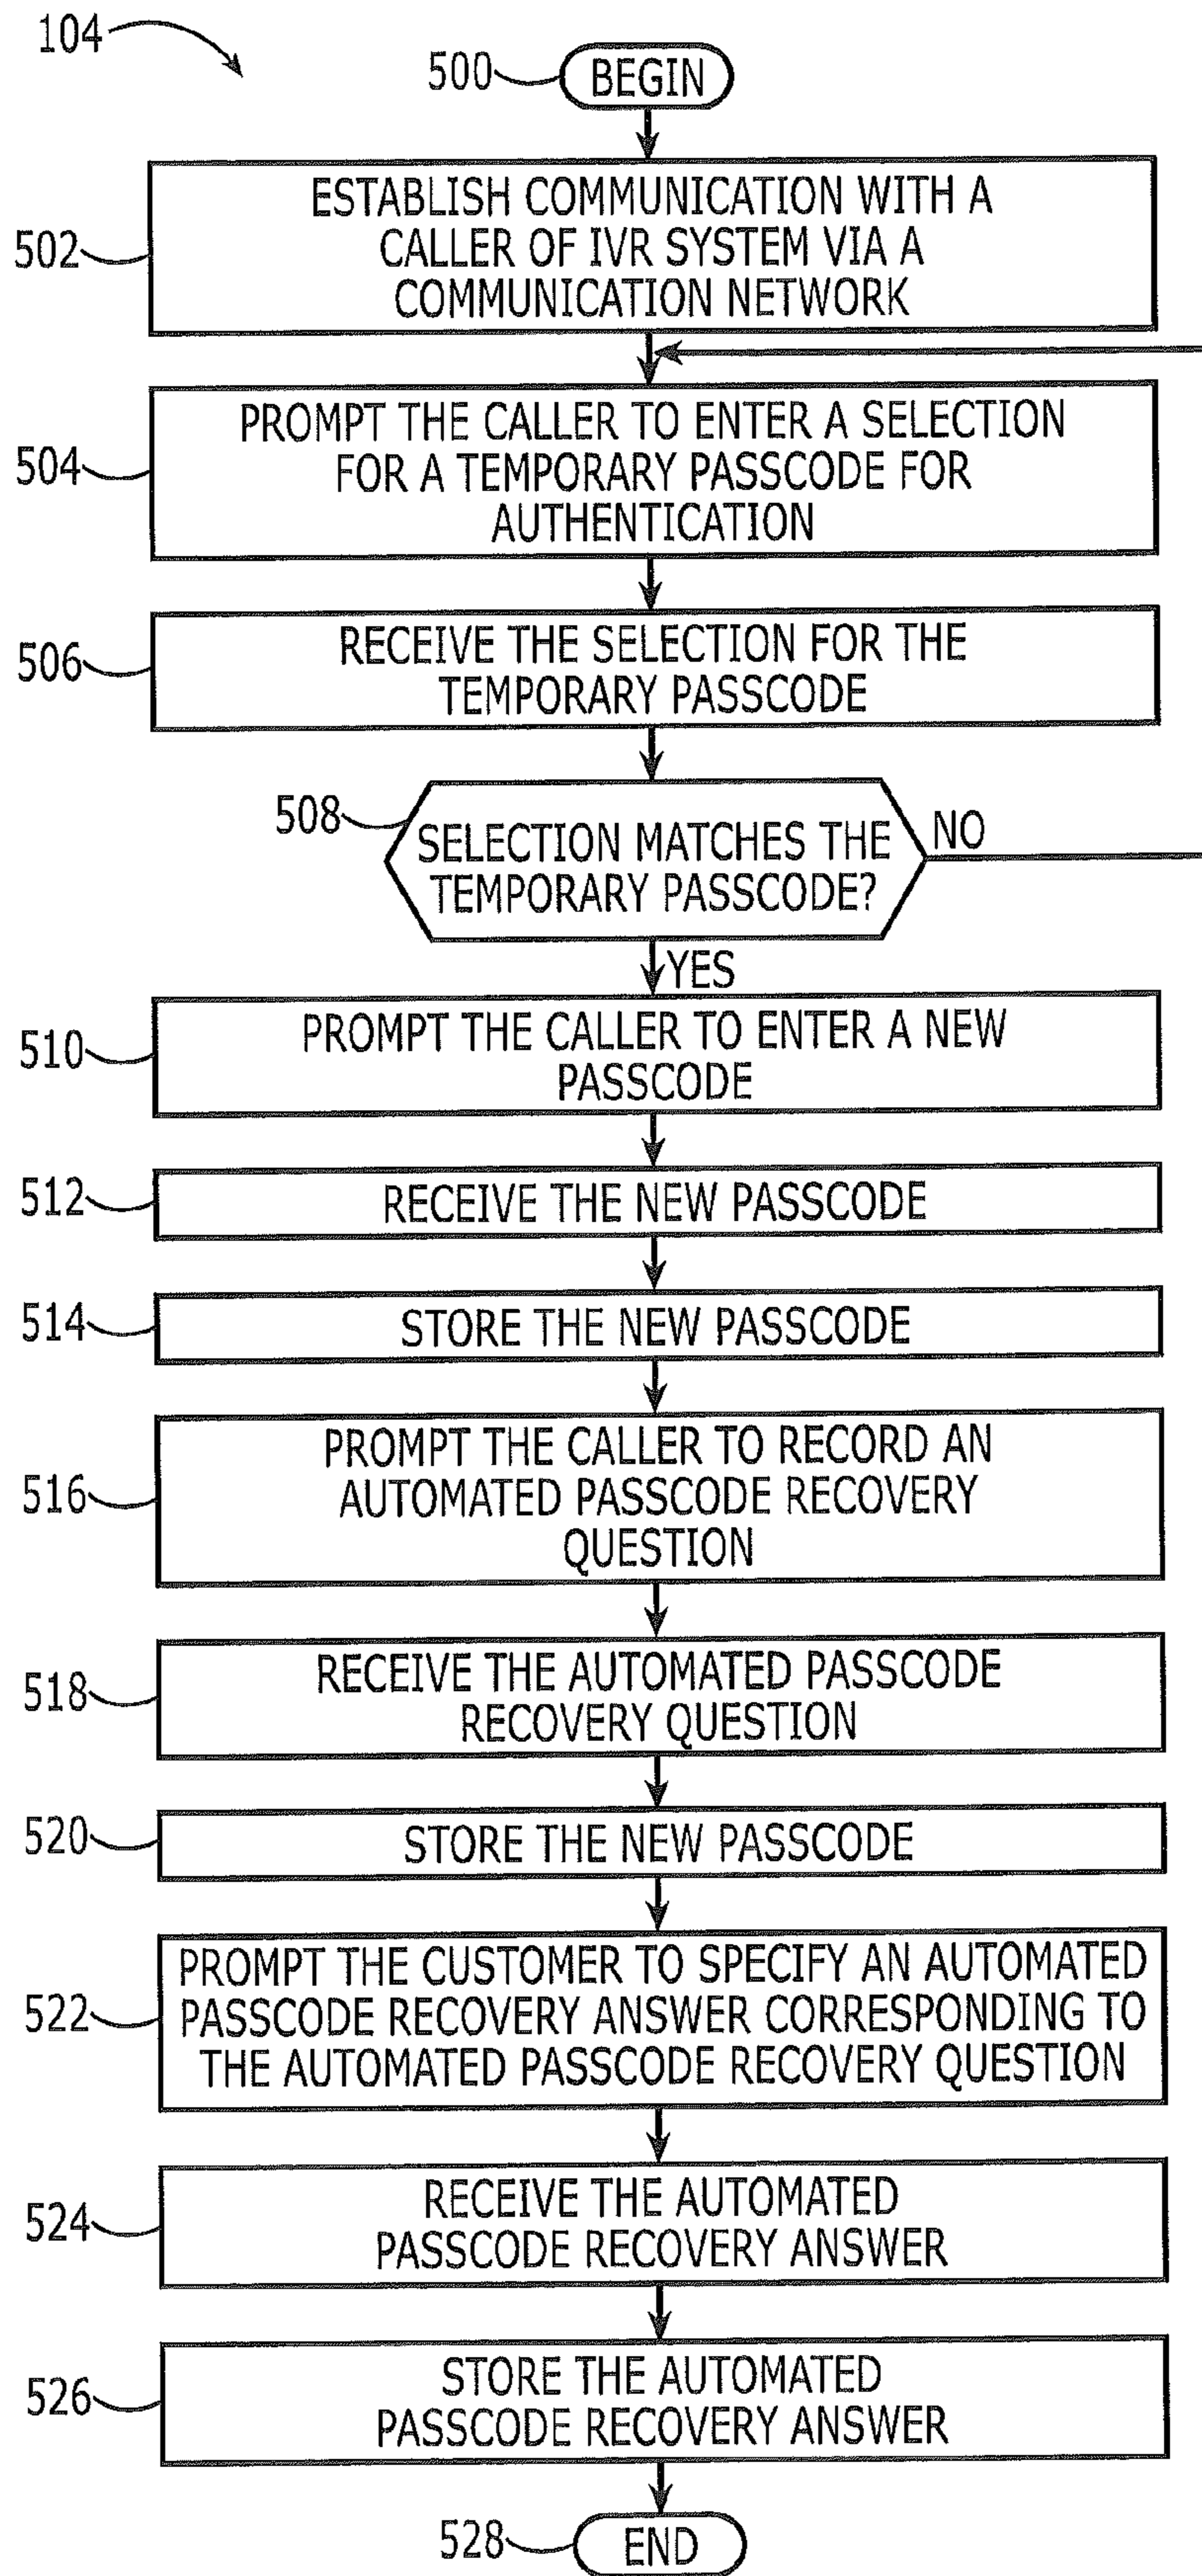 104
500
BEGIN
502
ESTABLISH COMMUNICATION WITH A
CALLER OF IVR SYSTEM VIA A
COMMUNICATION NETWORK
504
PROMPT THE CALLER TO ENTER A SELECTION
FOR A TEMPORARY PASSCODE FOR
AUTHENTICATION
506
RECEIVE THE SELECTION FOR THE
TEMPORARY PASSCODE
508
SELECTION MATCHES THE
TEMPORARY PASSCODE?
NO
YES
510
PROMPT THE CALLER TO ENTER A NEW
PASSCODE
512
RECEIVE THE NEW PASSCODE
514
STORE THE NEW PASSCODE
516
PROMPT THE CALLER TO RECORD AN
AUTOMATED PASSCODE RECOVERY
QUESTION
518
RECEIVE THE AUTOMATED PASSCODE
RECOVERY QUESTION
520
STORE THE NEW PASSCODE
522
PROMPT THE CUSTOMER TO SPECIFY AN AUTOMATED
PASSCODE RECOVERY ANSWER CORRESPONDING TO
THE AUTOMATED PASSCODE RECOVERY QUESTION
524
RECEIVE THE AUTOMATED
PASSCODE RECOVERY ANSWER
526
STORE THE AUTOMATED
PASSCODE RECOVERY ANSWER
528
END